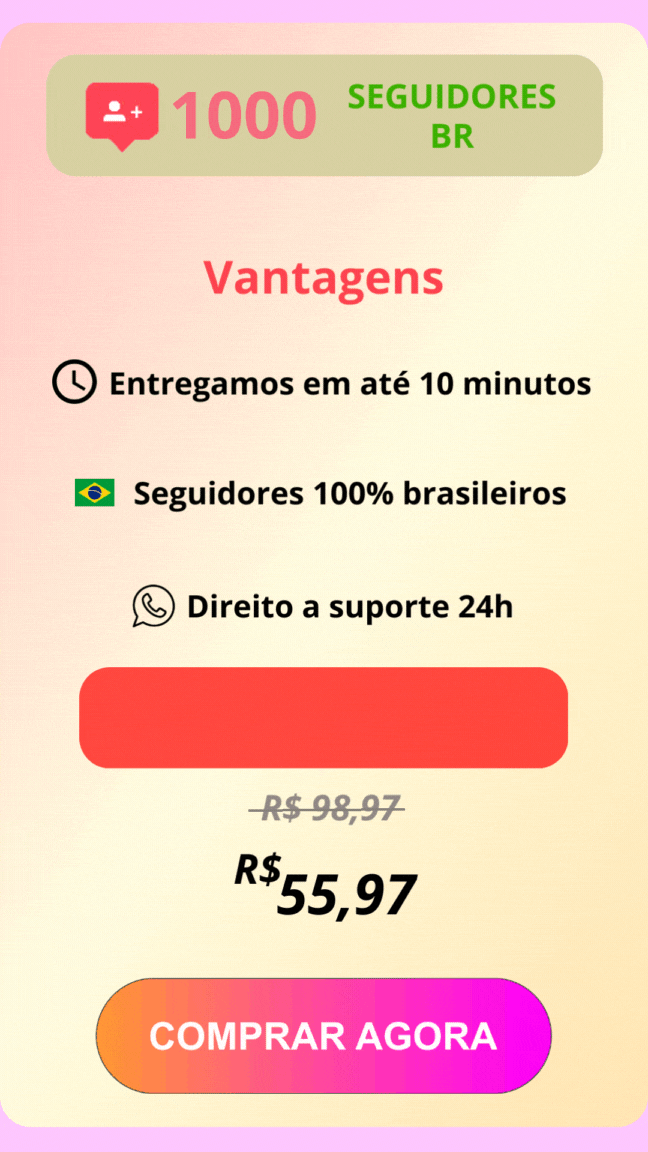 1000
SEGUIDORES
BR
Vantagens
Entregamos em até 10 minutos
Seguidores 100% brasileiros
Direito a suporte 24h
R$ 98,97
R$55,97
COMPRAR AGORA